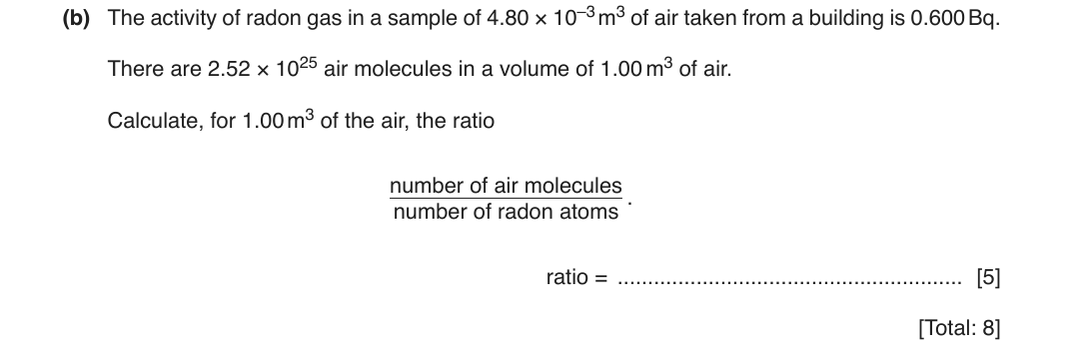 (b) The activity of radon gas in a sample of 4.80 × 10⁻³ m³ of air taken from a building is 0.600 Bq.
There are 2.52 × 10²⁵ air molecules in a volume of 1.00 m³ of air.
Calculate, for 1.00 m³ of the air, the ratio
number of air molecules
number of radon atoms .
ratio = ......................................................... [5]
[Total: 8]